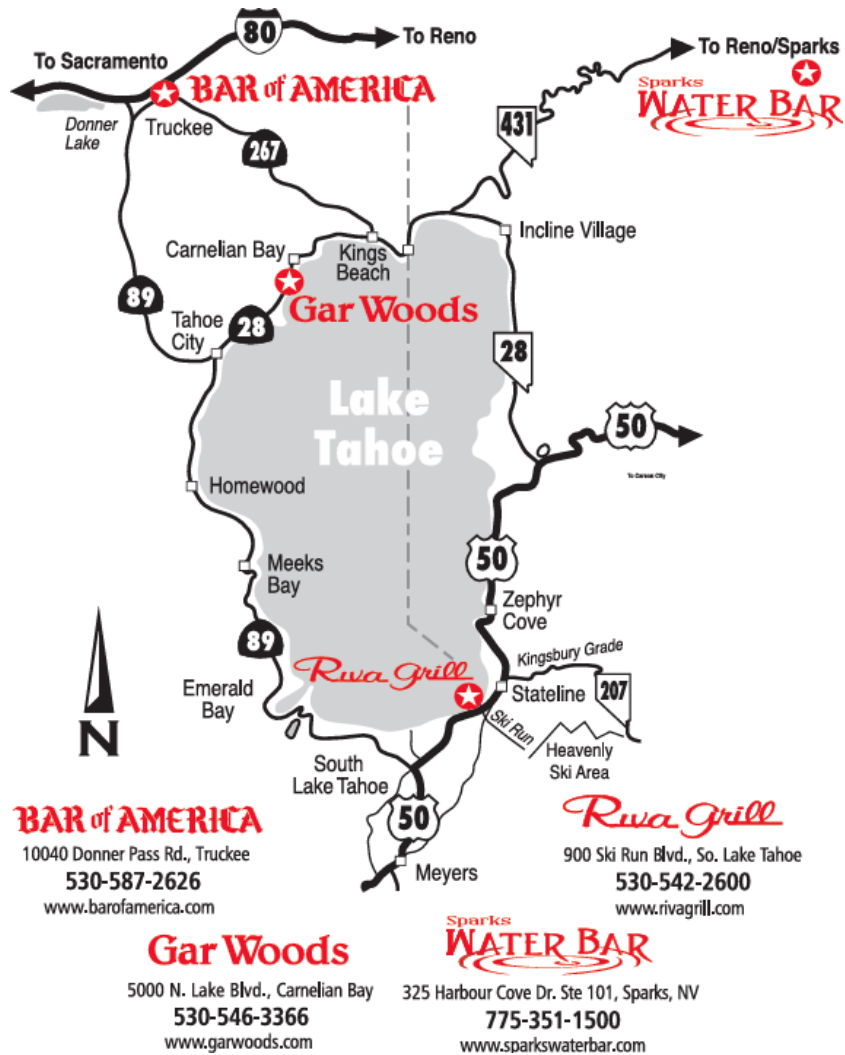 80
To Reno
To Sacramento
To Reno/Sparks
BAR of AMERICA
Sparks
WATER BAR
Donner
Lake
Truckee
431
267
Incline Village
Carnelian Bay
Kings
Beach
Gar Woods
89
28
Tahoe
City
28
Lake
Tahoe
50
To Carson City
Homewood
50
Meeks
Bay
Zephyr
Cove
89
Kingsbury Grade
Riva Grill
Emerald
Bay
Stateline
207
Ski Run
N
Heavenly
Ski Area
South
Lake Tahoe
50
Meyers
BAR of AMERICA
10040 Donner Pass Rd., Truckee
530-587-2626
www.barofamerica.com
Riva Grill
900 Ski Run Blvd., So. Lake Tahoe
530-542-2600
www.rivagrill.com
Gar Woods
5000 N. Lake Blvd., Carnelian Bay
530-546-3366
www.garwoods.com
Sparks
WATER BAR
325 Harbour Cove Dr. Ste 101, Sparks, NV
775-351-1500
www.sparkswaterbar.com